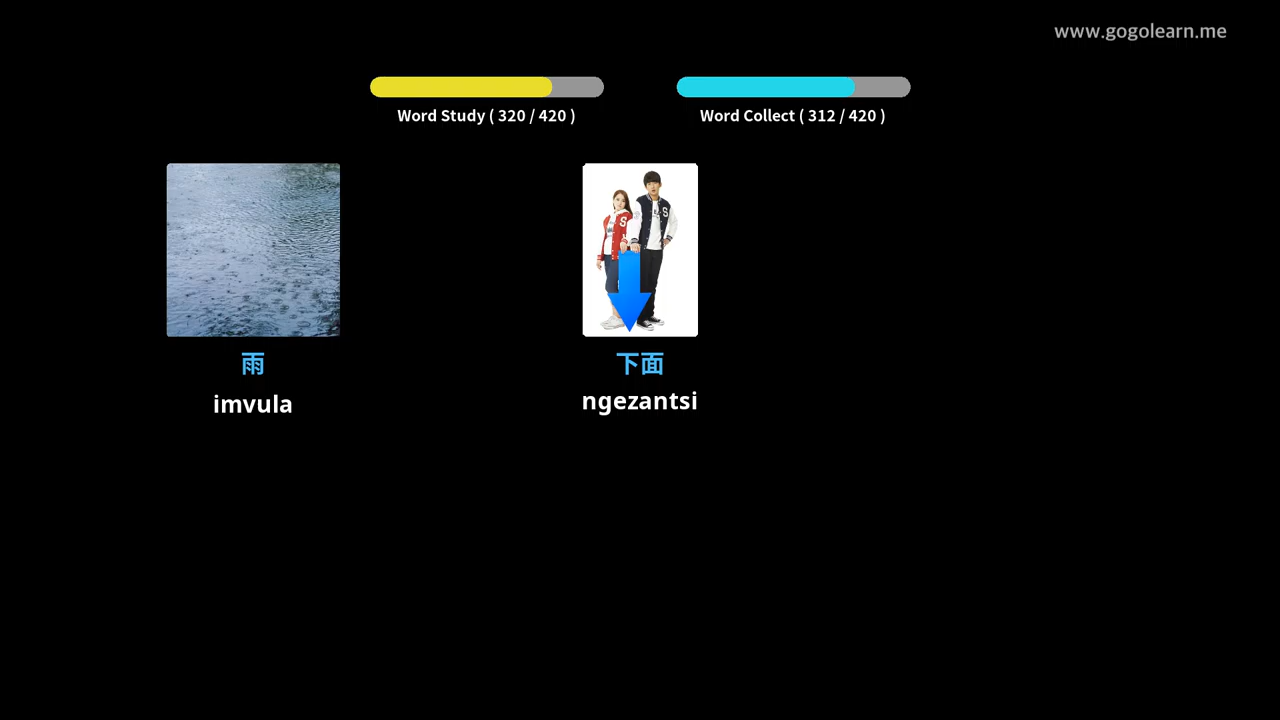 www.gogolearn.me
Word Study ( 320 / 420 )
Word Collect ( 312 / 420 )
雨
imvula
下面
ngezantsi